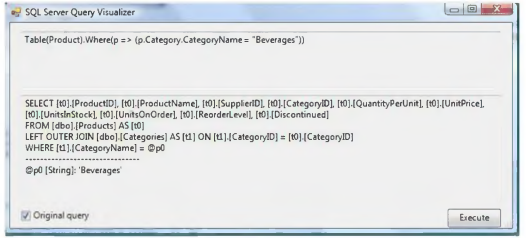 SQL Server Query Visualizer
Table(Product).Where(p => (p.Category.CategoryName = "Beverages"))
SELECT [t0].[ProductID], [t0].[ProductName], [t0].[SupplierID], [t0].[CategoryID], [t0].[QuantityPerUnit], [t0].[UnitPrice],
[t0].[UnitsInStock], [t0].[UnitsOnOrder], [t0].[ReorderLevel], [t0].[Discontinued]
FROM [dbo].[Products] AS [t0]
LEFT OUTER JOIN [dbo].[Categories] AS [t1] ON [t1].[CategoryID] = [t0].[CategoryID]
WHERE [t1].[CategoryName] = @p0
-------------------------------
@p0 [String]: 'Beverages'
Original query
Execute